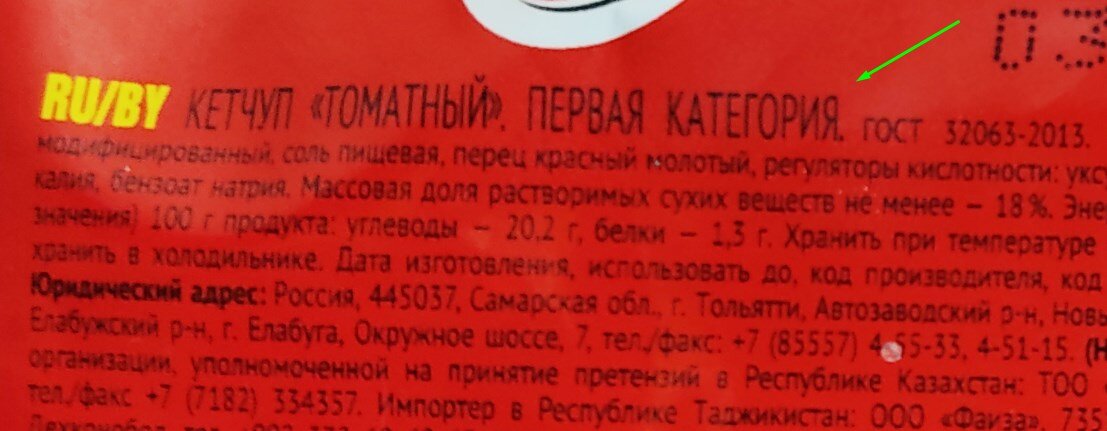 03
RU/BY КЕТЧУП «ТОМАТНЫЙ». ПЕРВАЯ КАТЕГОРИЯ. ГОСТ 32063-2013.
модифицированный, соль пищевая, перец красный молотый, регуляторы кислотности: укс
калия, бензоат натрия. Массовая доля растворимых сухих веществ не менее – 18%. Эне
значения) 100 г продукта: углеводы – 20,2 г, белки – 1,3 г. Хранить при температуре
хранить в холодильнике. Дата изготовления, использовать до, код производителя, код
Юридический адрес: Россия, 445037, Самарская обл., г. Тольятти, Автозаводский р-н, Новы
Елабужский р-н, г. Елабуга, Окружное шоссе, 7, тел./факс: +7 (85557) 4-55-33, 4-51-15. (Н
организации, уполномоченной на принятие претензий в Республике Казахстан: ТОО
тел./факс +7 (7182) 334357. Импортер в Республике Таджикистан: ООО «Фаиза», 735